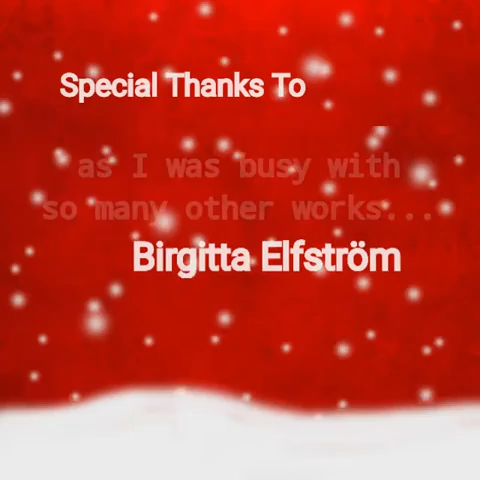 Special Thanks To
as I was busy with
so many other works...
Birgitta Elfström